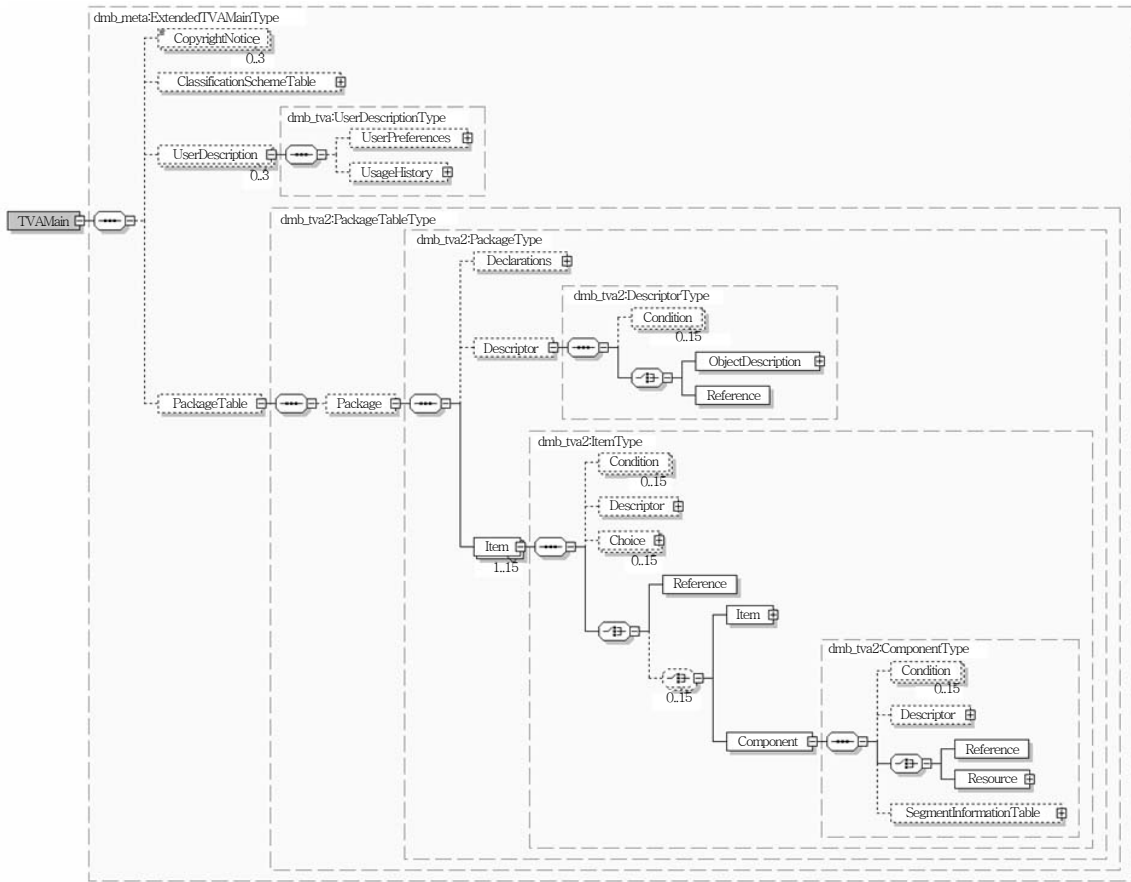 dmb_meta:ExtendedTVAMainType
CopyrightNotice
0..3
ClassificationSchemeTable
dmb_tva:UserDescriptionType
UserPreferences
UserDescription
0..3
UsageHistory
TVAMain
dmb_tva2:PackageTableType
dmb_tva2:PackageType
Declarations
dmb_tva2:DescriptorType
Condition
0..15
Descriptor
ObjectDescription
Reference
PackageTable
Package
dmb_tva2:ItemType
Condition
0..15
Descriptor
Choice
0..15
Item
1..15
Reference
Item
0..15
dmb_tva2:ComponentType
Condition
0..15
Descriptor
Component
Reference
Resource
SegmentInformationTable